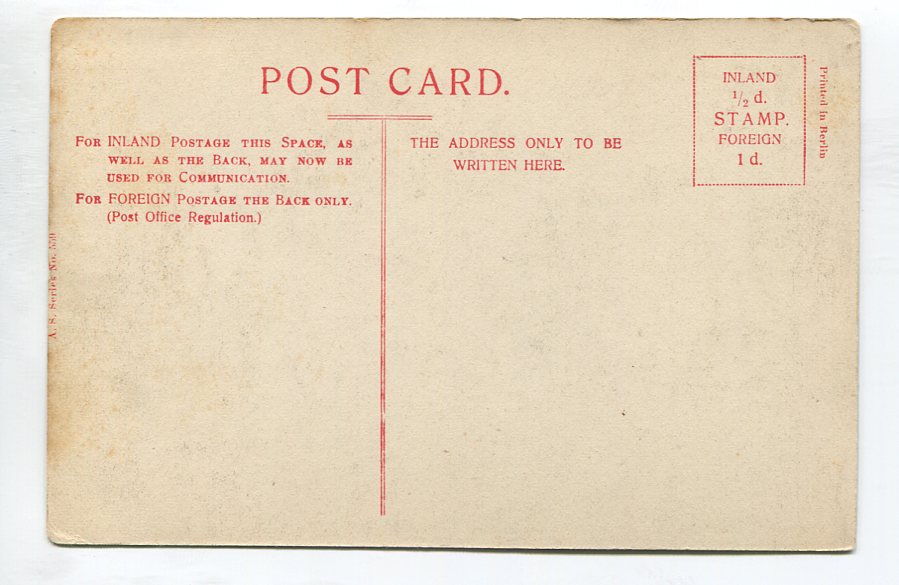 POST CARD.
FOR INLAND POSTAGE THIS SPACE, AS
WELL AS THE BACK, MAY NOW BE
USED FOR COMMUNICATION.
FOR FOREIGN POSTAGE THE BACK ONLY.
(Post Office Regulation.)
THE ADDRESS ONLY TO BE
WRITTEN HERE.
INLAND
½ d.
STAMP.
FOREIGN
1 d.
Printed in Berlin
A. S. Series No.